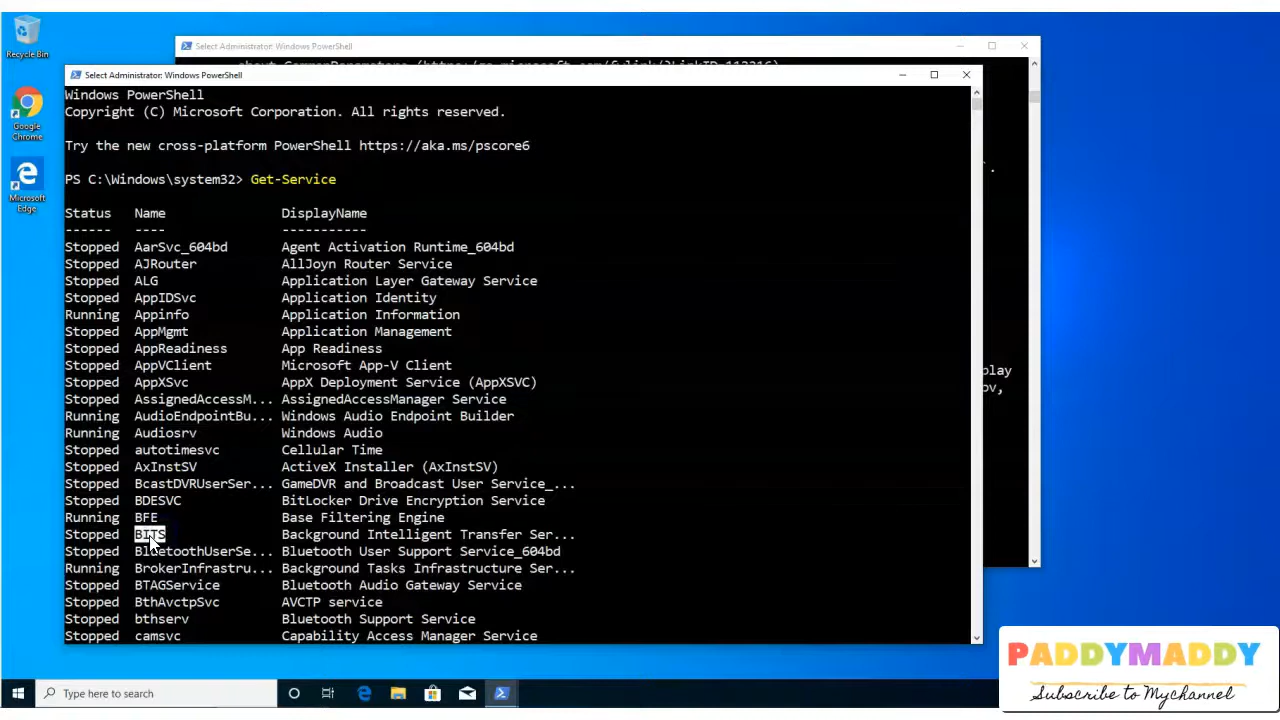 Recycle Bin
Google Chrome
Microsoft Edge
Select Administrator: Windows PowerShell
Select Administrator: Windows PowerShell
Windows PowerShell
Copyright (C) Microsoft Corporation. All rights reserved.
Try the new cross-platform PowerShell https://aka.ms/pscore6
PS C:\Windows\system32> Get-Service
Status Name DisplayName
------ ---- -----------
Stopped AarSvc_604bd Agent Activation Runtime_604bd
Stopped AJRouter AllJoyn Router Service
Stopped ALG Application Layer Gateway Service
Stopped AppIDSvc Application Identity
Running Appinfo Application Information
Stopped AppMgmt Application Management
Stopped AppReadiness App Readiness
Stopped AppVClient Microsoft App-V Client
Stopped AppXSvc AppX Deployment Service (AppXSVC)
Stopped AssignedAccessM... AssignedAccessManager Service
Running AudioEndpointBu... Windows Audio Endpoint Builder
Running Audiosrv Windows Audio
Stopped autotimesvc Cellular Time
Stopped AxInstSV ActiveX Installer (AxInstSV)
Stopped BcastDVRUserSer... GameDVR and Broadcast User Service_...
Stopped BDESVC BitLocker Drive Encryption Service
Running BFE Base Filtering Engine
Stopped BITS Background Intelligent Transfer Ser...
Stopped BluetoothUserSe... Bluetooth User Support Service_604bd
Running BrokerInfrastru... Background Tasks Infrastructure Ser...
Stopped BTAGService Bluetooth Audio Gateway Service
Stopped BthAvctpSvc AVCTP service
Stopped bthserv Bluetooth Support Service
Stopped camsvc Capability Access Manager Service
play
ov,
Type here to search
PADDYMADDY
Subscribe to Mychannel